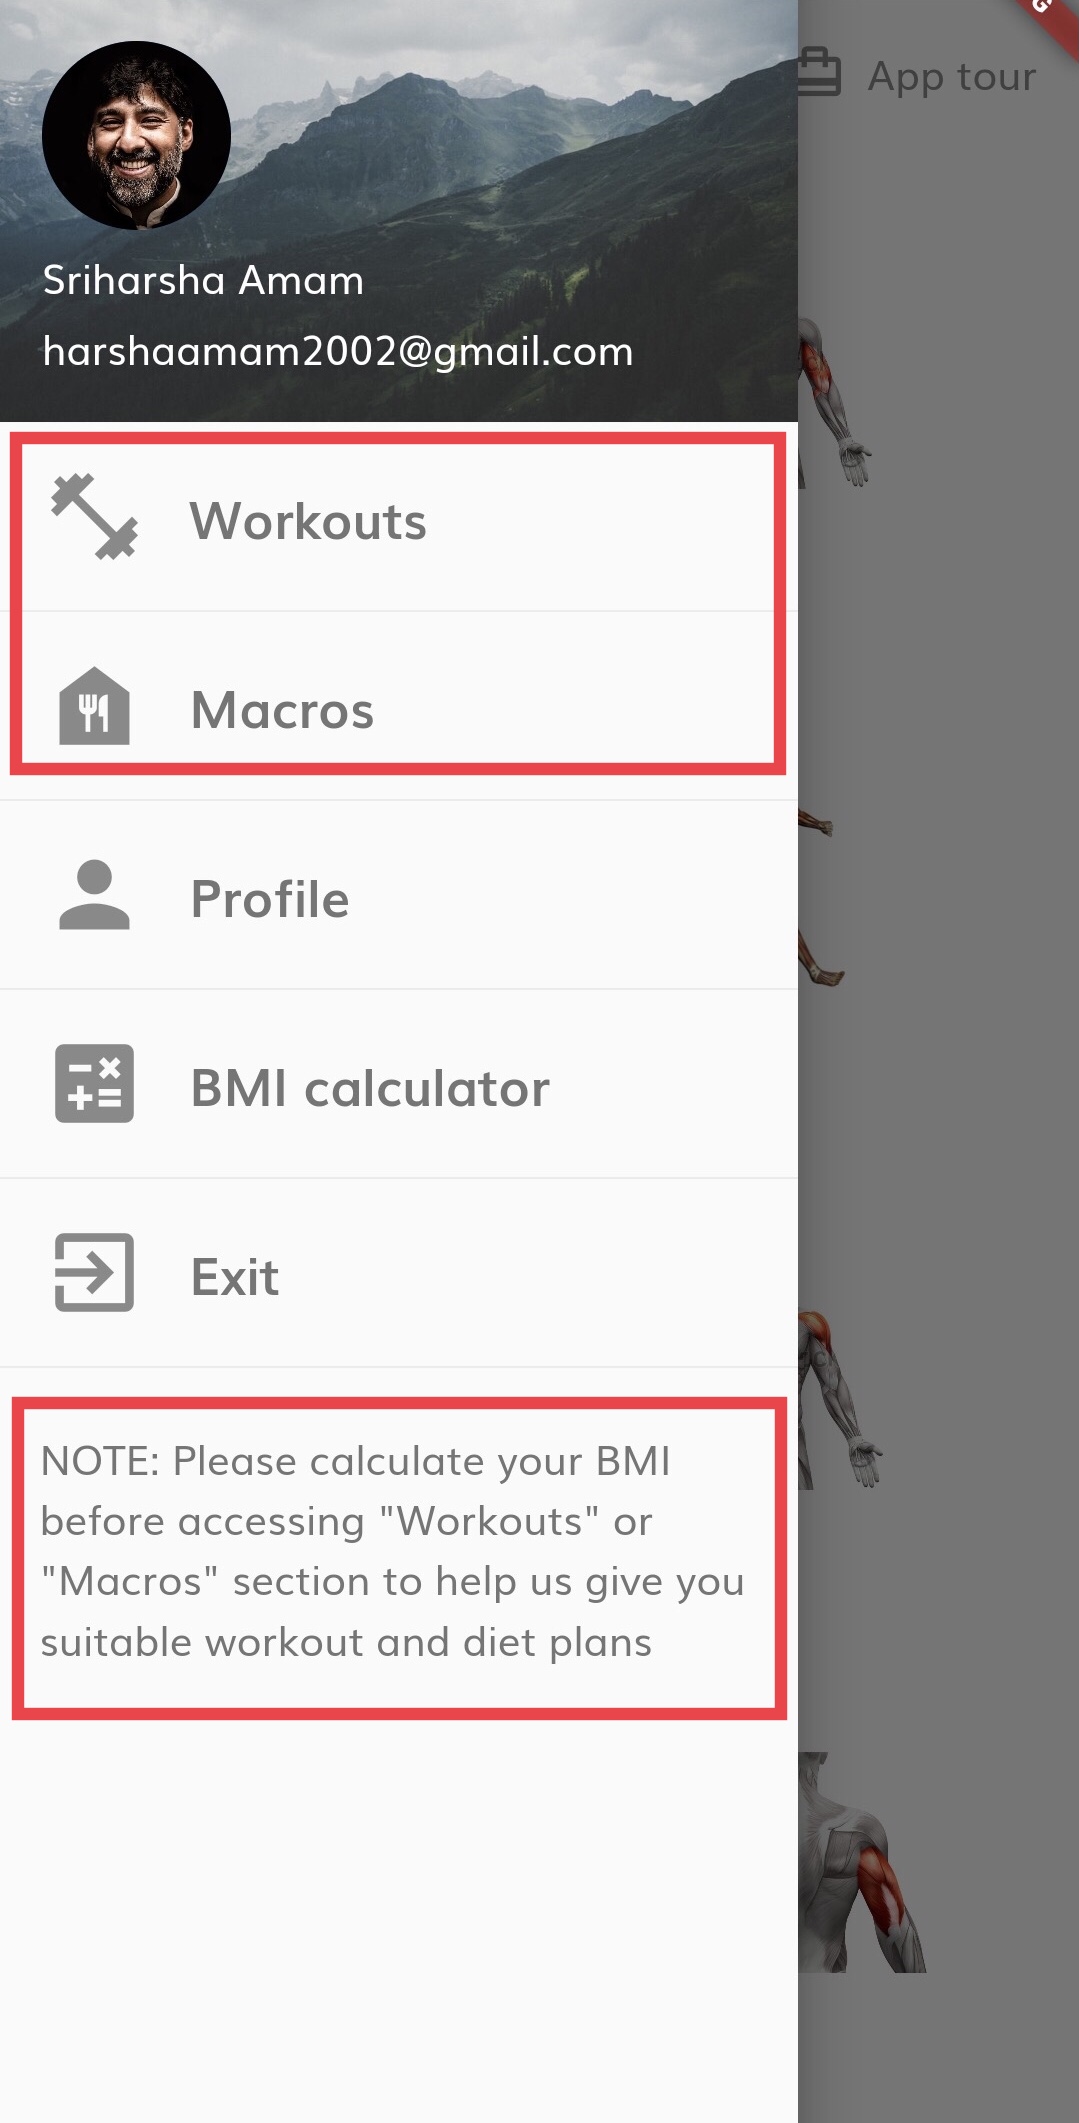 App tour
Sriharsha Amam
harshaamam2002@gmail.com
Workouts
Macros
Profile
BMI calculator
Exit
NOTE: Please calculate your BMI
before accessing "Workouts" or
"Macros" section to help us give you
suitable workout and diet plans